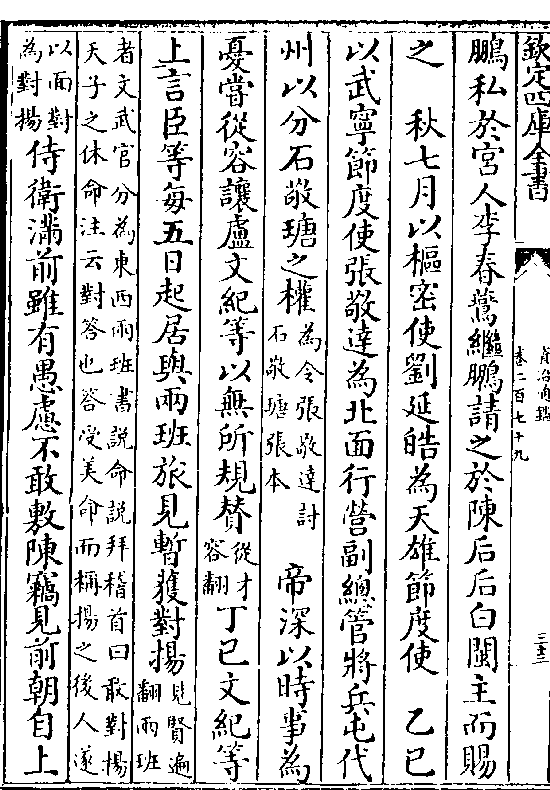 欽定四庫全書
資治通鑑
卷二百七十九
三十三
鵬私於宮人李春鷰繼鵬請之於陳后后白閩主而賜
之 秋七月以樞密使劉延皓為天雄節度使 乙巳
以武寧節度使張敬達為北面行營副總管將兵屯代
州以分石敬瑭之權為令張敬達討石敬瑭張本 帝深以時事為
憂嘗從容讓盧文紀等以無所規賛從才容翻丁巳文紀等
上言臣等每五日起居與兩班旅見暫獲對揚見賢遍翻兩班
者文武官分為東西兩班書說命說拜稽首曰敢對揚天子之休命注云對答也答受美命而稱揚之後人遂
以面對為對揚侍衛滿前雖有愚慮不敢敷陳竊見前朝自上